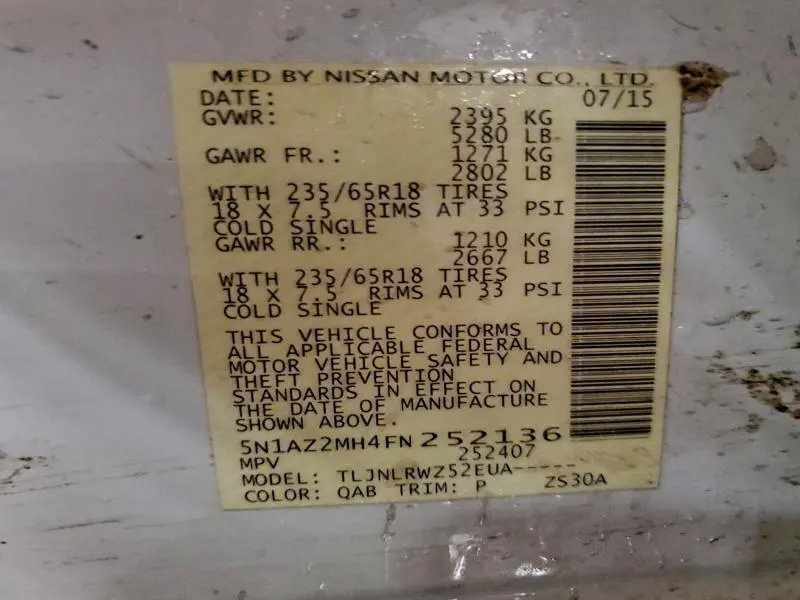 MFD BY NISSAN MOTOR CO., LTD.
DATE: 07/15
GVWR: 2395 KG
5280 LB
GAWR FR.: 1271 KG
2802 LB
WITH 235/65R18 TIRES
18 X 7.5 RIMS AT 33 PSI
COLD SINGLE
GAWR RR.: 1210 KG
2667 LB
WITH 235/65R18 TIRES
18 X 7.5 RIMS AT 33 PSI
COLD SINGLE
THIS VEHICLE CONFORMS TO
ALL APPLICABLE FEDERAL
MOTOR VEHICLE SAFETY AND
THEFT PREVENTION
STANDARDS IN EFFECT ON
THE DATE OF MANUFACTURE
SHOWN ABOVE.
5N1AZ2MH4FN252136
MPV 252407
MODEL: TLJNLRWZ52EUA-----
COLOR: QAB TRIM: P ZS30A